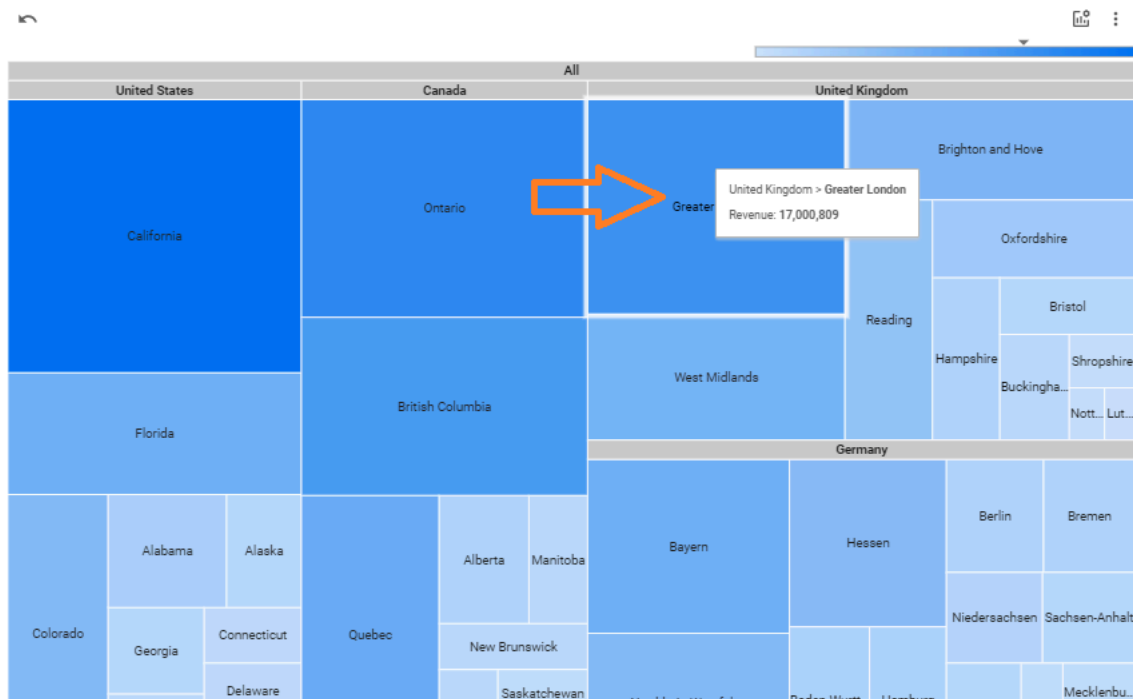 All
United States
Canada
United Kingdom
California
Ontario
Greater
United Kingdom > Greater London
Revenue: 17,000,809
Brighton and Hove
Oxfordshire
Reading
Hampshire
Bristol
Buckingha...
Shropshire
Nott...
Lut...
West Midlands
British Columbia
Florida
Germany
Bayern
Hessen
Berlin
Bremen
Niedersachsen
Sachsen-Anhalt
Mecklenbu...
Colorado
Alabama
Alaska
Georgia
Connecticut
Delaware
Quebec
Alberta
Manitoba
New Brunswick
Saskatchewan